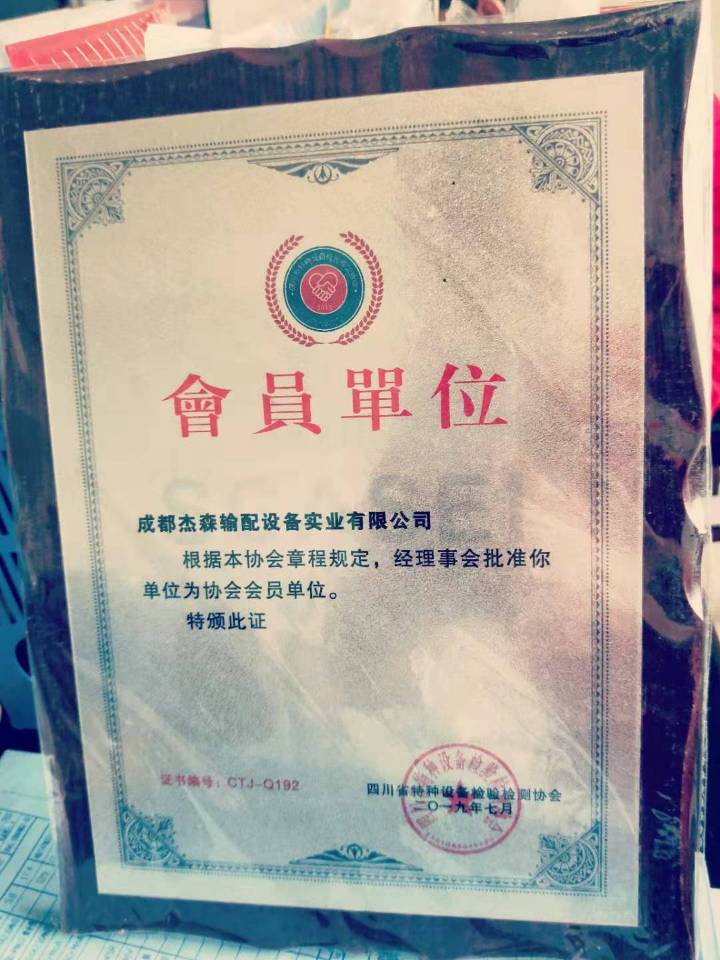 會員單位
成都杰森输配设备实业有限公司
根据本协会章程规定，经理事会批准你
单位为协会会员单位。
特颁此证
证书编号：CTJ-Q192
四川省特种设备检验检测协会
二〇一九年七月